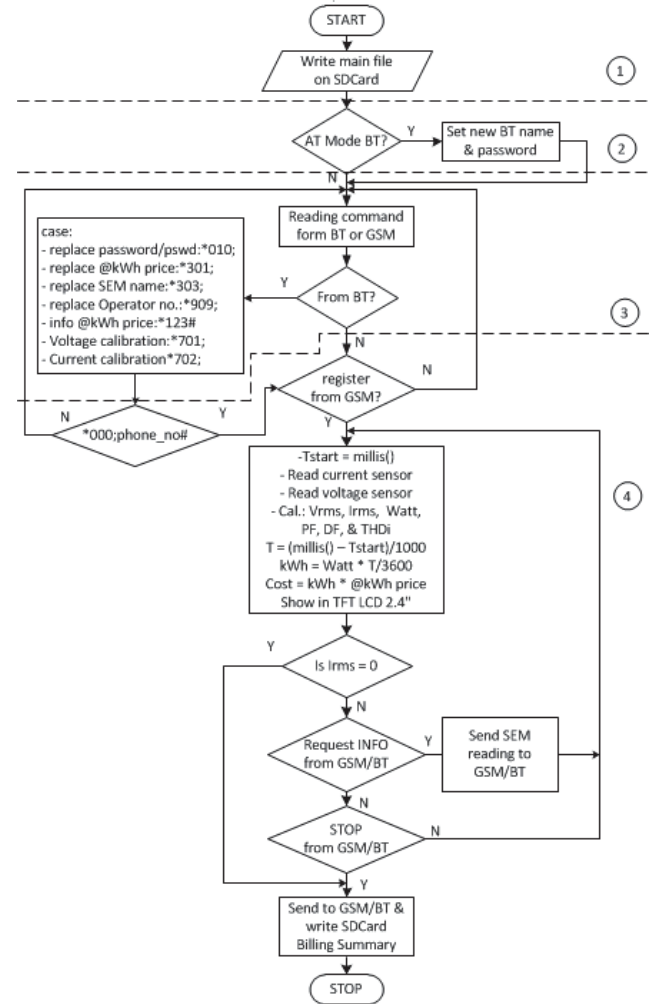 START
Write main file
on SDCard
1
AT Mode BT?
Y
Set new BT name
& password
2
N
Reading command
form BT or GSM
case:
- replace password/pswd:*010;
- replace @kWh price:*301;
- replace SEM name:*303;
- replace Operator no.:*909;
- info @kWh price:*123#
- Voltage calibration:*701;
- Current calibration*702;
Y
From BT?
3
N
register
from GSM?
N
N
*000;phone_no#
Y
Y
-Tstart = millis()
- Read current sensor
- Read voltage sensor
- Cal.: Vrms, Irms, Watt,
PF, DF, & THDi
T = (millis() – Tstart)/1000
kWh = Watt * T/3600
Cost = kWh * @kWh price
Show in TFT LCD 2.4"
4
Y
Is Irms = 0
N
Request INFO
from GSM/BT
Y
Send SEM
reading to
GSM/BT
N
STOP
from GSM/BT
N
Y
Send to GSM/BT &
write SDCard
Billing Summary
STOP